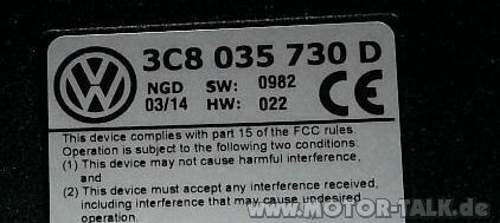 3C8 035 730 D
NGD SW: 0982
03/14 HW: 022
CE
This device complies with part 15 of the FCC rules.
Operation is subject to the following two conditions:
(1) This device may not cause harmful interference,
and
(2) This device must accept any interference received,
including interference that may cause undesired
operation.
www.MOTOR-TALK.de